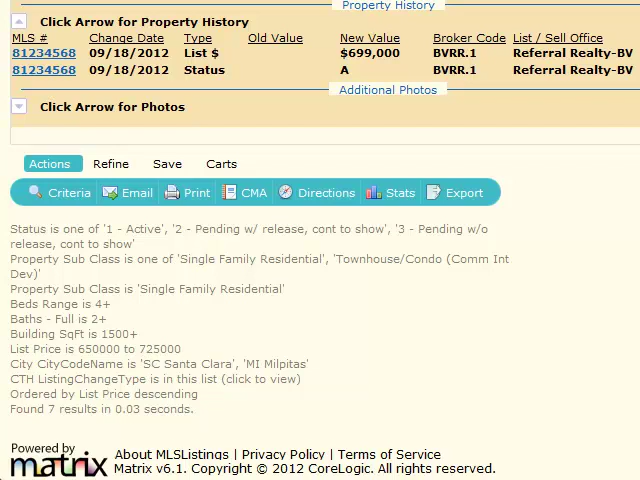 Property History
Click Arrow for Property History
MLS # Change Date Type Old Value New Value Broker Code List / Sell Office
81234568 09/18/2012 List $ $699,000 BVRR.1 Referral Realty-BV
81234568 09/18/2012 Status A BVRR.1 Referral Realty-BV
Additional Photos
Click Arrow for Photos
Actions Refine Save Carts
Criteria Email Print CMA Directions Stats Export
Status is one of '1 - Active', '2 - Pending w/ release, cont to show', '3 - Pending w/o
release, cont to show'
Property Sub Class is one of 'Single Family Residential', 'Townhouse/Condo (Comm Int
Dev)'
Property Sub Class is 'Single Family Residential'
Beds Range is 4+
Baths - Full is 2+
Building SqFt is 1500+
List Price is 650000 to 725000
City CityCodeName is 'SC Santa Clara', 'MI Milpitas'
CTH ListingChangeType is in this list (click to view)
Ordered by List Price descending
Found 7 results in 0.03 seconds.
Powered by
matrix
About MLSListings | Privacy Policy | Terms of Service
Matrix v6.1. Copyright © 2012 CoreLogic. All rights reserved.